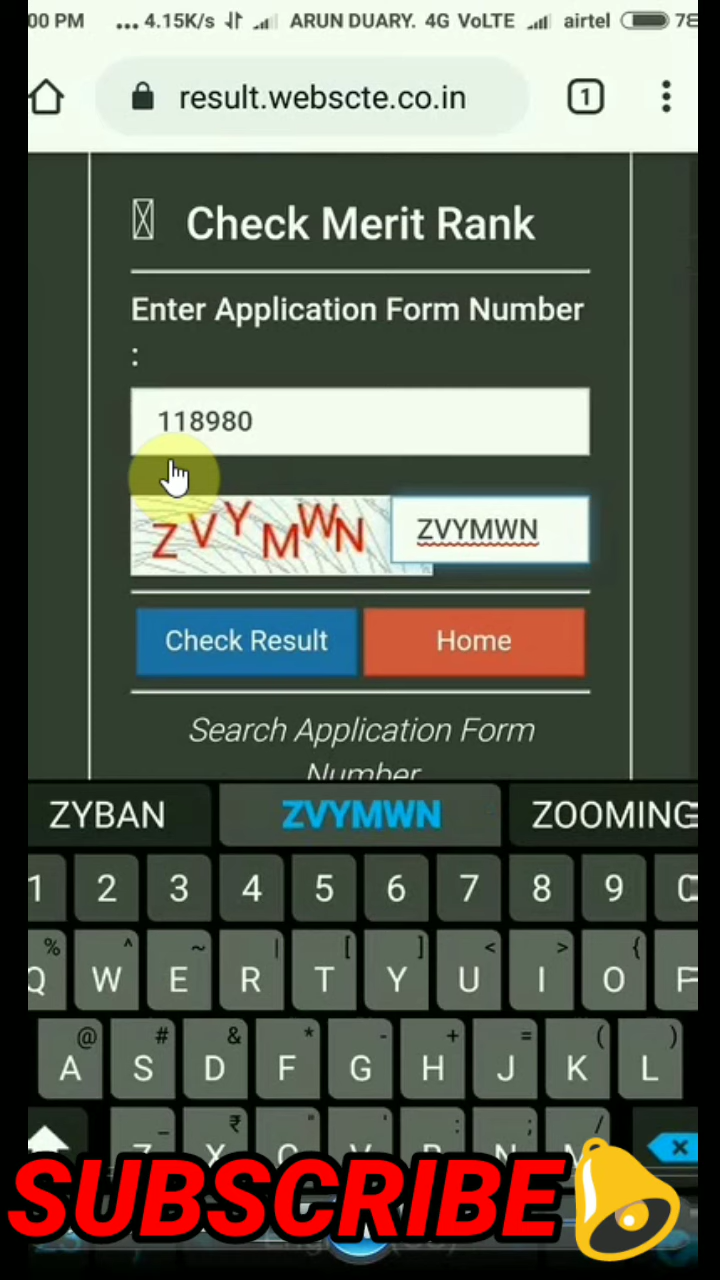 00 PM ... 4.15K/s ARUN DUARY. 4G VoLTE airtel 78
result.webscte.co.in 1
Check Merit Rank
Enter Application Form Number
:
118980
ZVYMWN ZVYMWN
Check Result Home
Search Application Form
Number
ZYBAN ZVYMWN ZOOMING
1 2 3 4 5 6 7 8 9 0
% ^ ~ | [ ] < > {
Q W E R T Y U I O P
@ # & * - + = ( )
A S D F G H J K L
_ ₹ " ' : ; /
Z X C V B N M
SUBSCRIBE